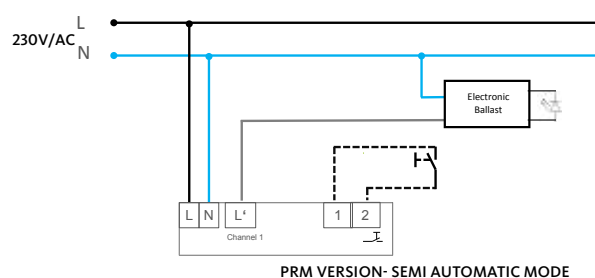 L
230V/AC
N
Electronic
Ballast
L N L' 1 2
Channel 1
PRM VERSION- SEMI AUTOMATIC MODE